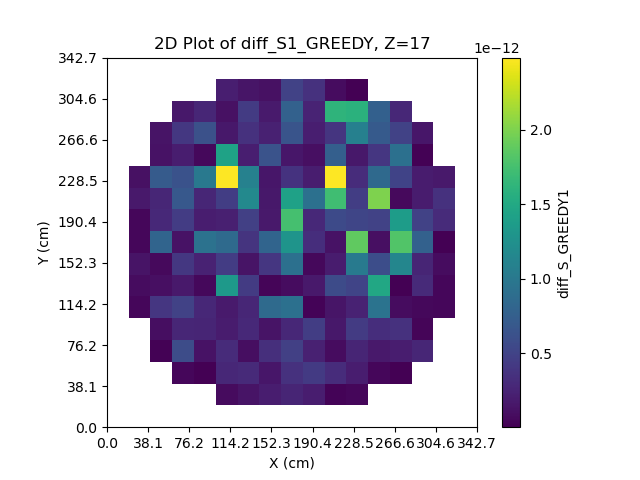 2D Plot of diff_S1_GREEDY, Z=17
1e−12
342.7
304.6
266.6
228.5
190.4
152.3
114.2
76.2
38.1
0.0
Y (cm)
0.0 38.1 76.2 114.2 152.3 190.4 228.5 266.6 304.6 342.7
X (cm)
2.0
1.5
1.0
0.5
diff_S_GREEDY1